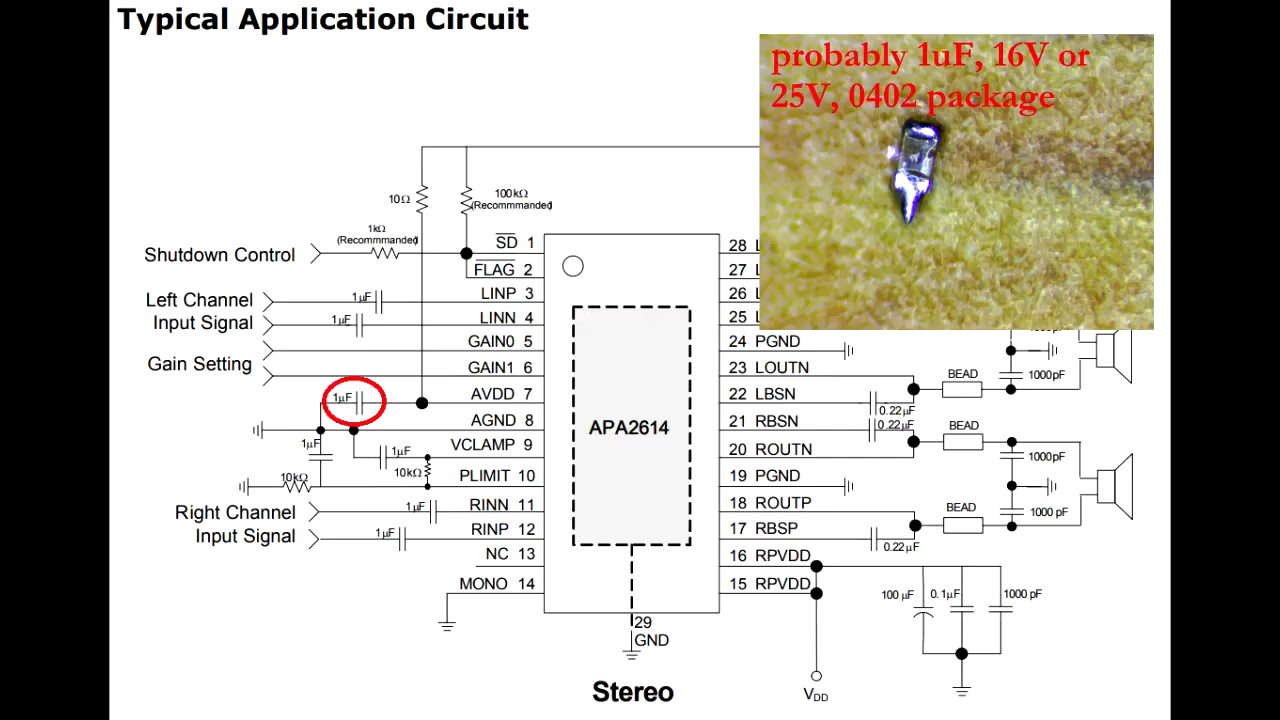 Typical Application Circuit
probably 1uF, 16V or
25V, 0402 package
10Ω
100kΩ
(Recommmanded)
1kΩ
(Recommmanded)
Shutdown Control
SD 1
FLAG 2
Left Channel
Input Signal
1μF
LINP 3
1μF
LINN 4
GAIN0 5
Gain Setting
GAIN1 6
1μF
AVDD 7
AGND 8
1μF
1μF
VCLAMP 9
10kΩ
10kΩ
PLIMIT 10
Right Channel
Input Signal
1μF
RINN 11
1μF
RINP 12
NC 13
MONO 14
APA2614
28 L
27 L
26 L
25 L
24 PGND
23 LOUTN
22 LBSN
21 RBSN
20 ROUTN
19 PGND
18 ROUTP
17 RBSP
16 RPVDD
15 RPVDD
1000pF
BEAD
0.22μF
0.22μF
BEAD
1000pF
BEAD
1000 pF
0.22μF
100 μF
0.1μF
1000 pF
VDD
29
GND
Stereo